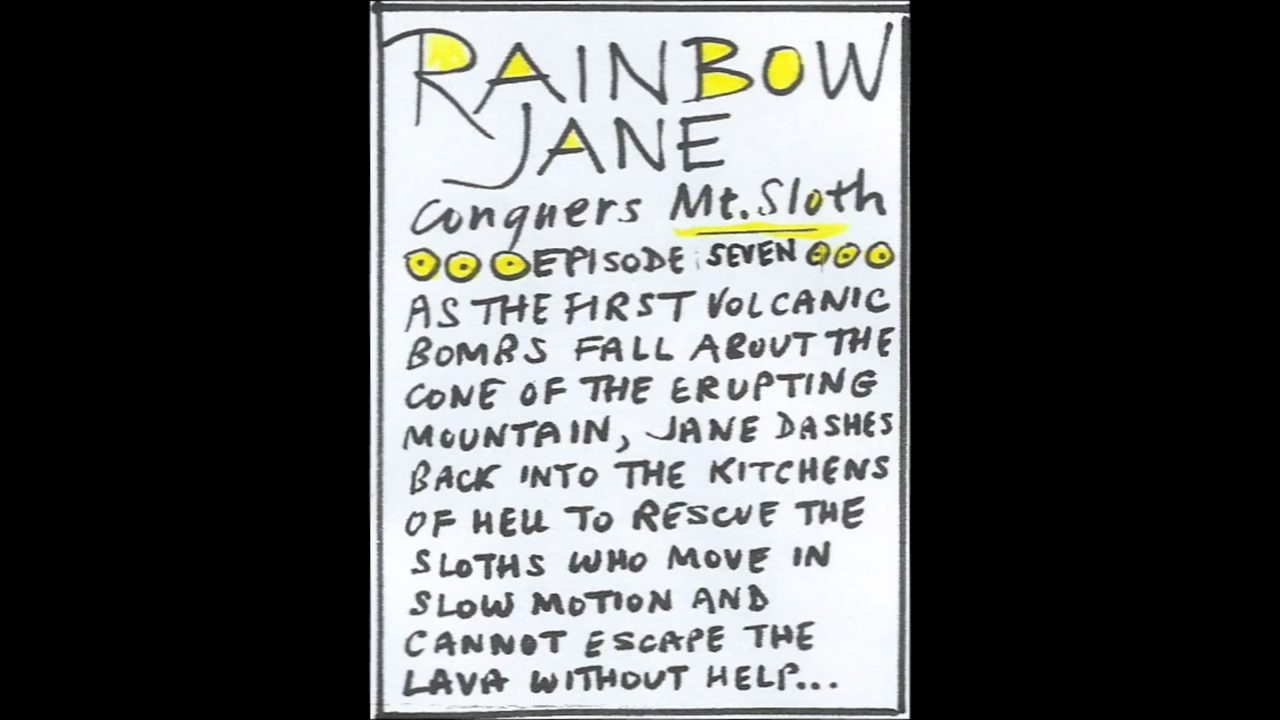 RAINBOW
JANE
conquers Mt. Sloth
EPISODE SEVEN
AS THE FIRST VOLCANIC
BOMBS FALL ABOUT THE
CONE OF THE ERUPTING
MOUNTAIN, JANE DASHES
BACK INTO THE KITCHENS
OF HELL TO RESCUE THE
SLOTHS WHO MOVE IN
SLOW MOTION AND
CANNOT ESCAPE THE
LAVA WITHOUT HELP...